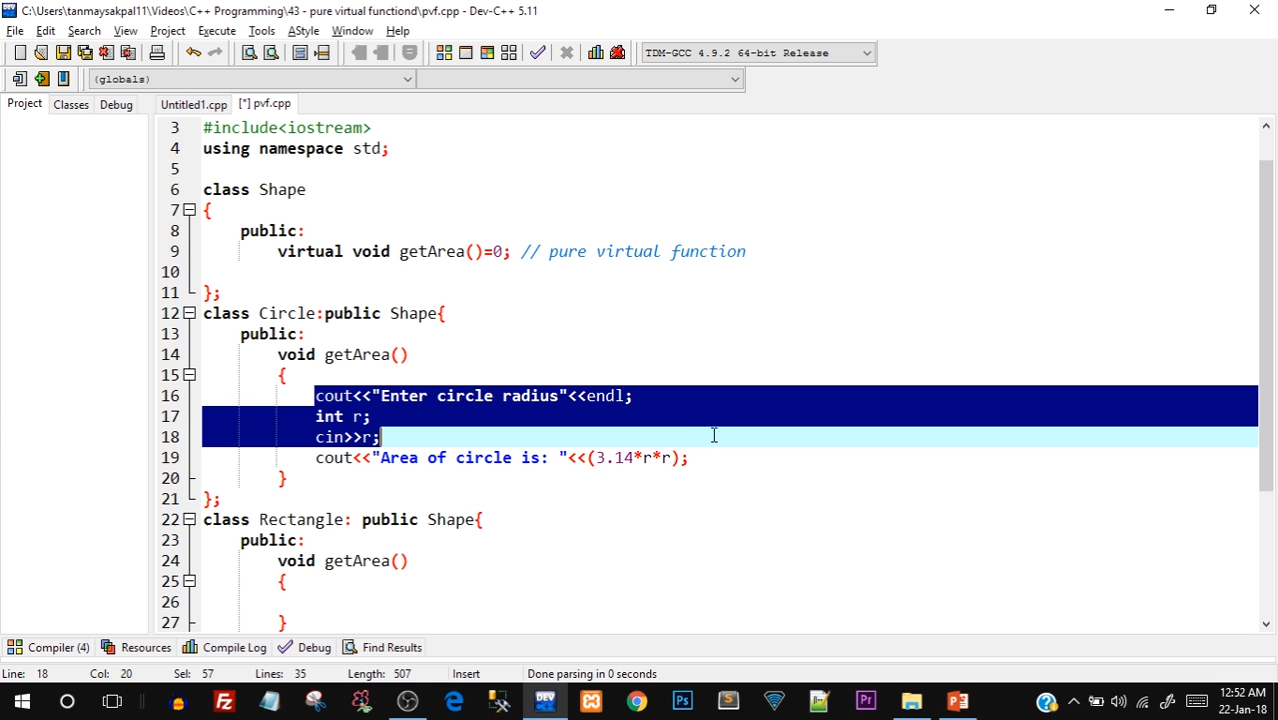 C:\Users\tanmaysakpal11\Videos\C++ Programming\43 - pure virtual functiond\pvf.cpp - Dev-C++ 5.11
File Edit Search View Project Execute Tools AStyle Window Help
TDM-GCC 4.9.2 64-bit Release
(globals)
Project Classes Debug Untitled1.cpp [*] pvf.cpp
3 #include<iostream>
4 using namespace std;
5
6 class Shape
7 {
8 public:
9 virtual void getArea()=0; // pure virtual function
10
11 };
12 class Circle:public Shape{
13 public:
14 void getArea()
15 {
16 cout<<"Enter circle radius"<<endl;
17 int r;
18 cin>>r;
19 cout<<"Area of circle is: "<<(3.14*r*r);
20 }
21 };
22 class Rectangle: public Shape{
23 public:
24 void getArea()
25 {
26
27 }
Compiler (4) Resources Compile Log Debug Find Results
Line: 18 Col: 20 Sel: 57 Lines: 35 Length: 507 Insert Done parsing in 0 seconds
12:52 AM
22-Jan-18